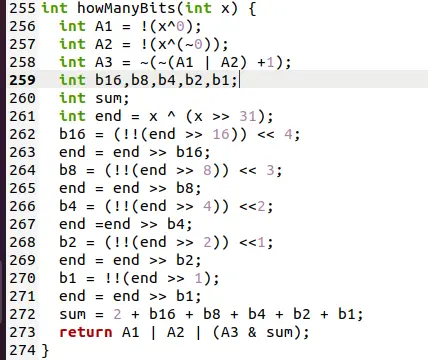 255 int howManyBits(int x) {
256   int A1 = !(x^0);
257   int A2 = !(x^(~0));
258   int A3 = ~(~(A1 | A2) +1);
259   int b16,b8,b4,b2,b1;
260   int sum;
261   int end = x ^ (x >> 31);
262   b16 = (!!(end >> 16)) << 4;
263   end = end >> b16;
264   b8 = (!!(end >> 8)) << 3;
265   end = end >> b8;
266   b4 = (!!(end >> 4)) <<2;
267   end =end >> b4;
268   b2 = (!!(end >> 2)) <<1;
269   end = end >> b2;
270   b1 = !!(end >> 1);
271   end = end >> b1;
272   sum = 2 + b16 + b8 + b4 + b2 + b1;
273   return A1 | A2 | (A3 & sum);
274 }